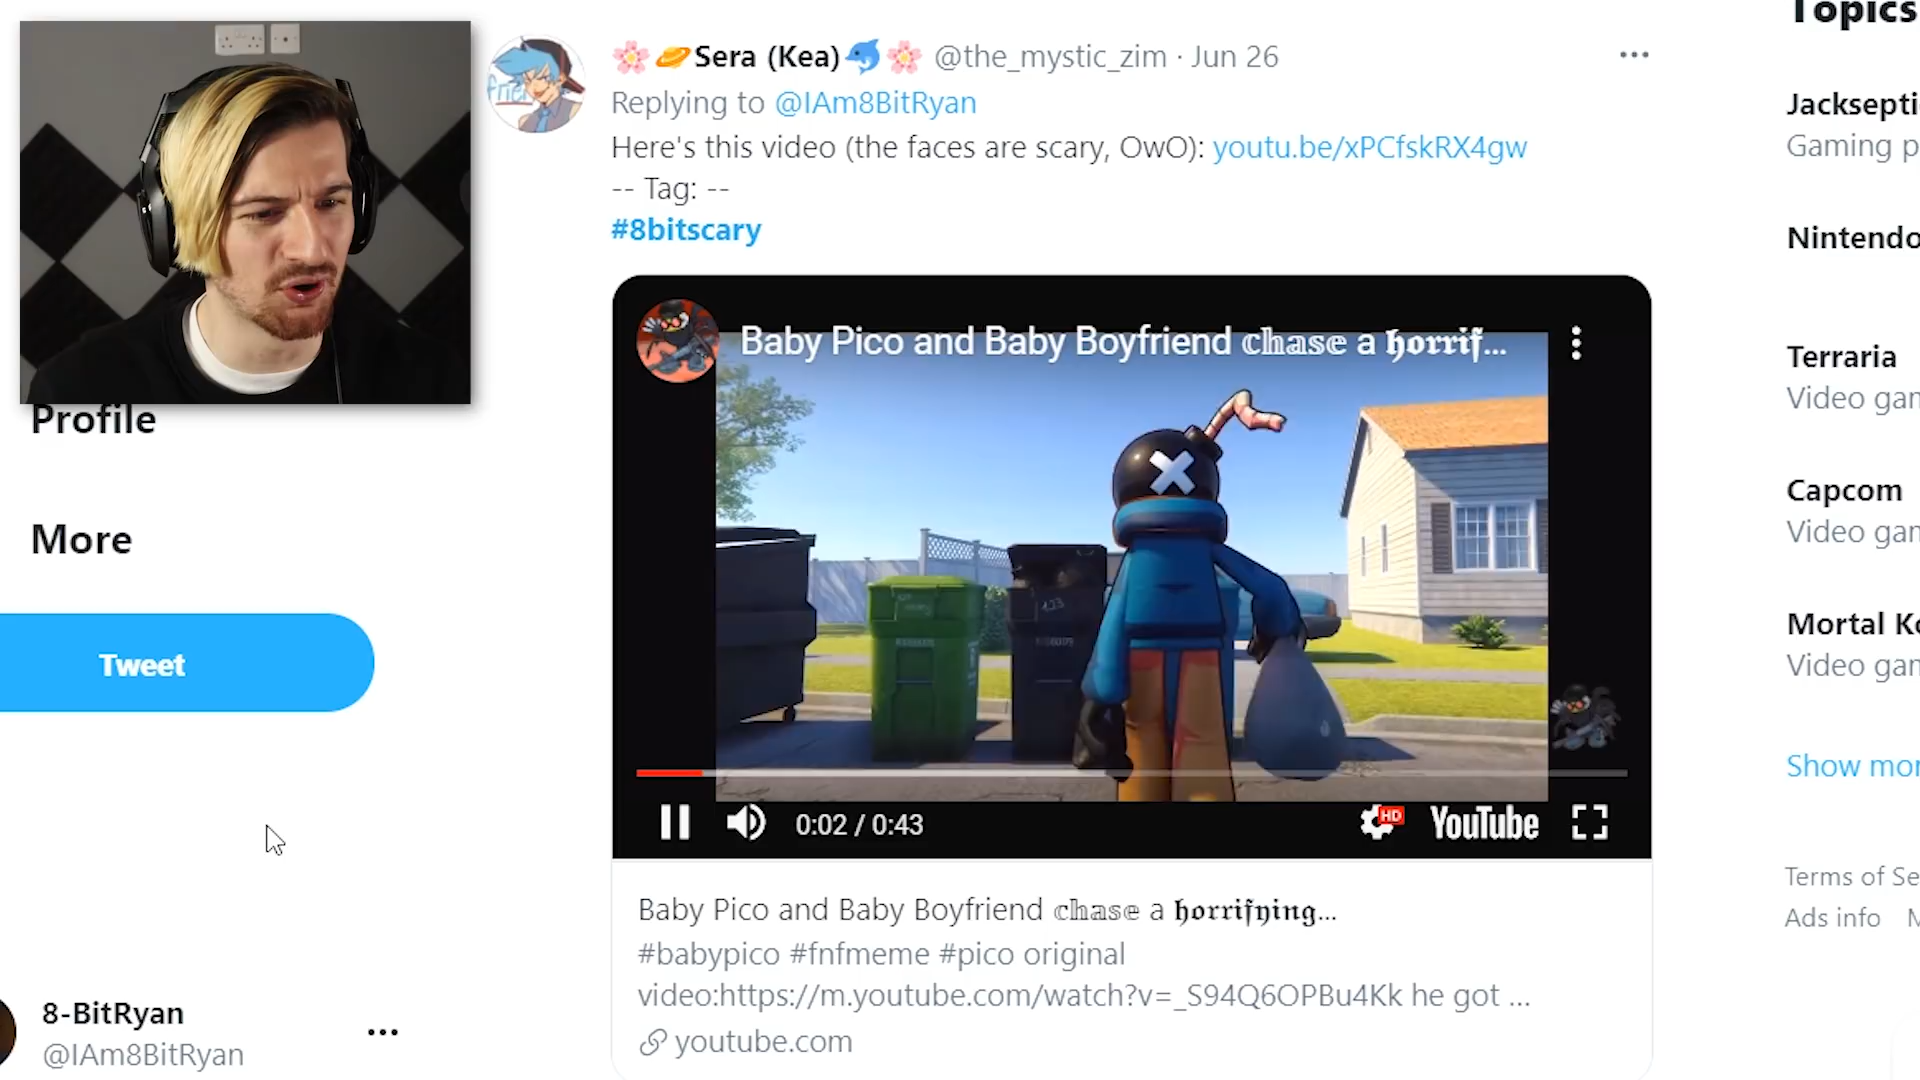 🌸🪐Sera (Kea)🐬🌸 @the_mystic_zim · Jun 26
Replying to @IAm8BitRyan
Here's this video (the faces are scary, OwO): youtu.be/xPCfskRX4gw
-- Tag: --
#8bitscary
Baby Pico and Baby Boyfriend 𝕔𝕙𝕒𝕤𝕖 a 𝖍𝖔𝖗𝖗𝖎𝖋...
123
0:02 / 0:43
HD
YouTube
Baby Pico and Baby Boyfriend 𝕔𝕙𝕒𝕤𝕖 a 𝖍𝖔𝖗𝖗𝖎𝖋𝖞𝖎𝖓𝖌...
#babypico #fnfmeme #pico original
video:https://m.youtube.com/watch?v=_S94Q6OPBu4Kk he got ...
youtube.com
Profile
More
Tweet
8-BitRyan
@IAm8BitRyan
Topics
Jacksepti
Gaming p
Nintendo
Terraria
Video gan
Capcom
Video gan
Mortal Ko
Video gan
Show mor
Terms of Se
Ads info